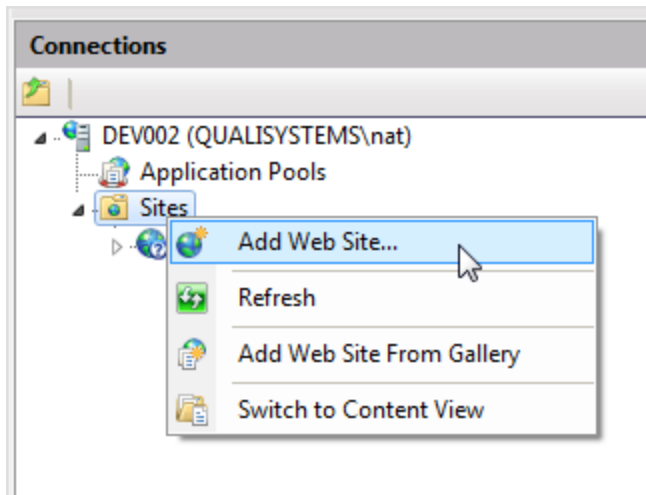 Connections
DEV002 (QUALISYSTEMS\nat)
Application Pools
Sites
Add Web Site...
Refresh
Add Web Site From Gallery
Switch to Content View